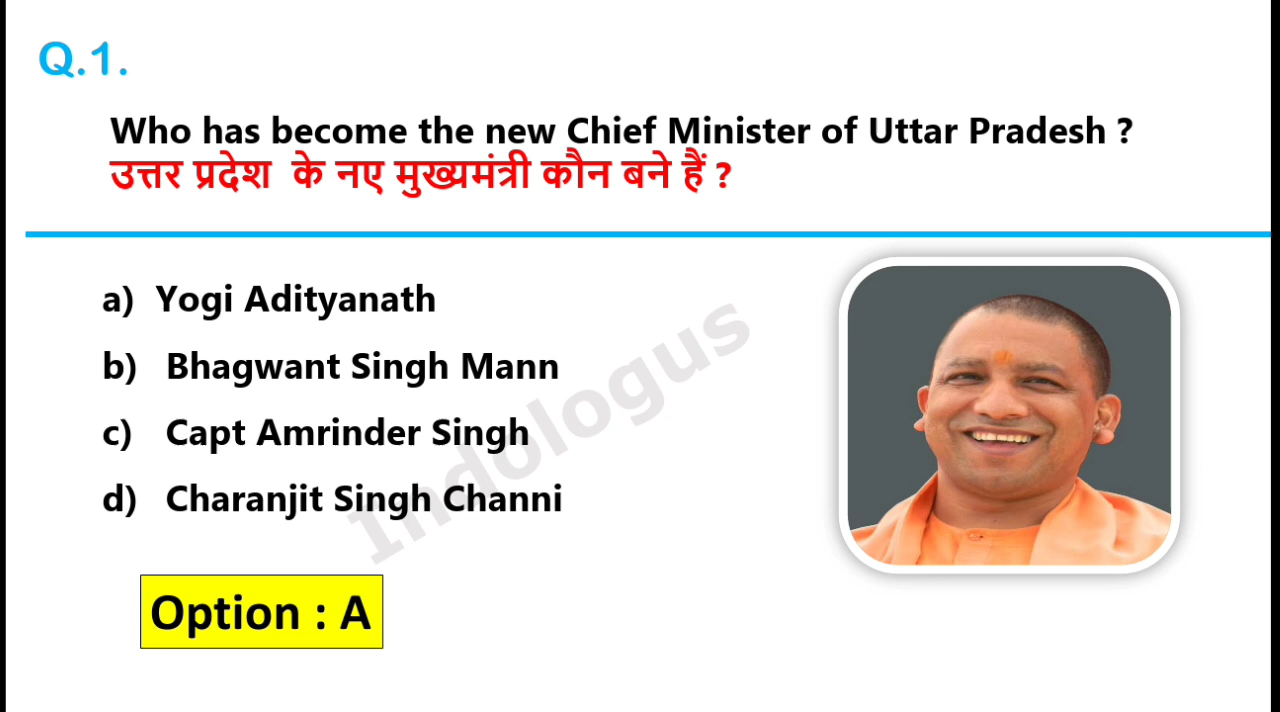 Q.1.
Who has become the new Chief Minister of Uttar Pradesh ?
उत्तर प्रदेश के नए मुख्यमंत्री कौन बने हैं ?
a) Yogi Adityanath
b) Bhagwant Singh Mann
c) Capt Amrinder Singh
d) Charanjit Singh Channi
Indologus
Option : A